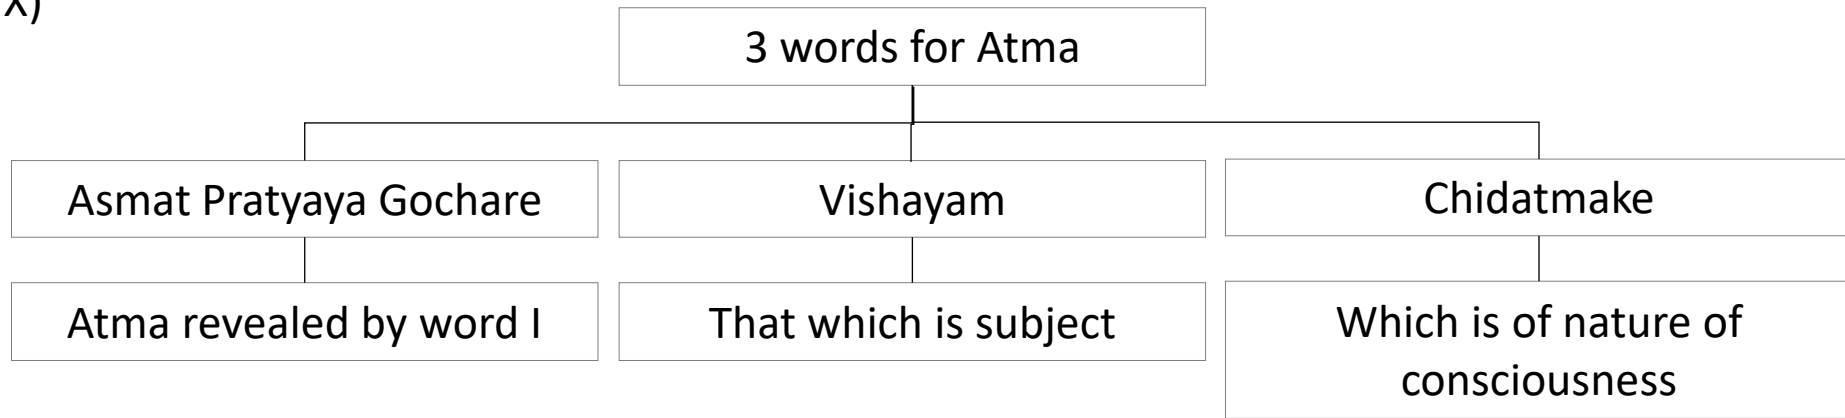 X)
3 words for Atma
Asmat Pratyaya Gochare
Vishayam
Chidatmake
Atma revealed by word I
That which is subject
Which is of nature of
consciousness